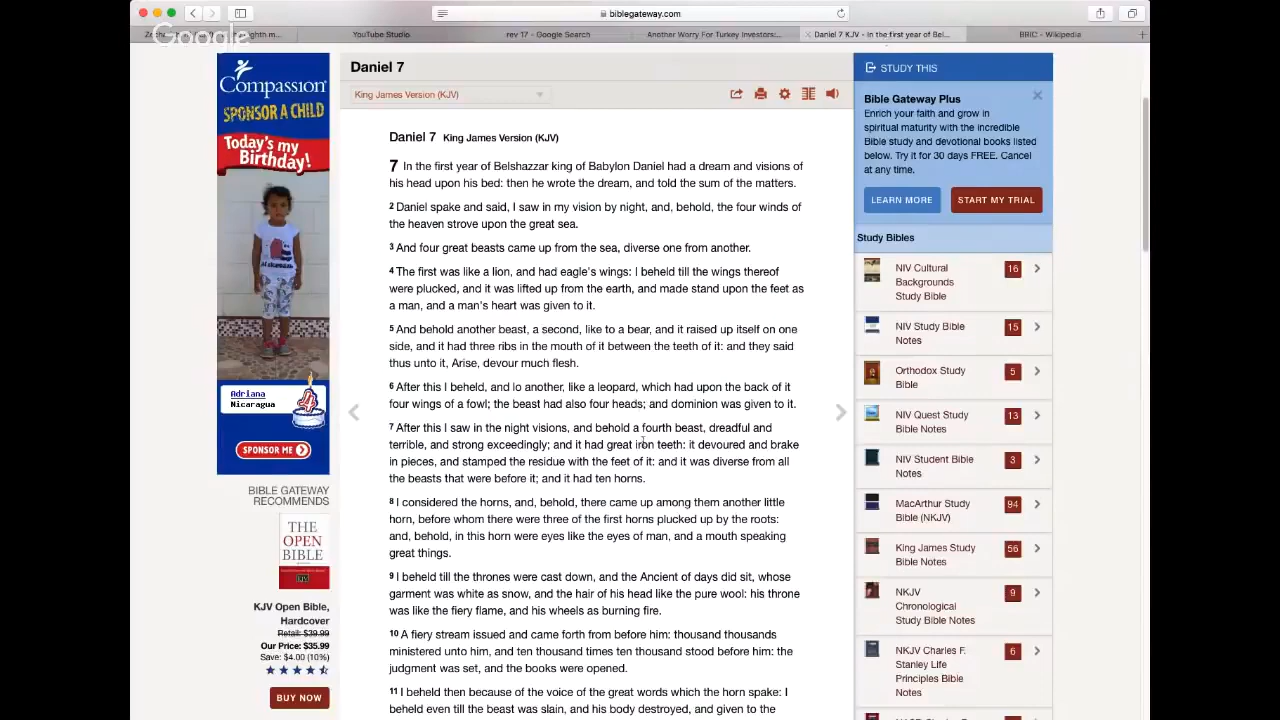 biblegateway.com
YouTube Studio
rev 17 - Google Search
Another Worry For Turkey Investors:...
Daniel 7 KJV - In the first year of Bel...
BRIC - Wikipedia
Google
Compassion
SPONSOR A CHILD
Today's my
Birthday!
Adriana
Nicaragua
4
SPONSOR ME
BIBLE GATEWAY
RECOMMENDS
THE
OPEN
BIBLE
KJV
KJV Open Bible,
Hardcover
Retail: $39.99
Our Price: $35.99
Save: $4.00 (10%)
BUY NOW
Daniel 7
King James Version (KJV)
Daniel 7 King James Version (KJV)
7 In the first year of Belshazzar king of Babylon Daniel had a dream and visions of
his head upon his bed: then he wrote the dream, and told the sum of the matters.
2 Daniel spake and said, I saw in my vision by night, and, behold, the four winds of
the heaven strove upon the great sea.
3 And four great beasts came up from the sea, diverse one from another.
4 The first was like a lion, and had eagle's wings: I beheld till the wings thereof
were plucked, and it was lifted up from the earth, and made stand upon the feet as
a man, and a man's heart was given to it.
5 And behold another beast, a second, like to a bear, and it raised up itself on one
side, and it had three ribs in the mouth of it between the teeth of it: and they said
thus unto it, Arise, devour much flesh.
6 After this I beheld, and lo another, like a leopard, which had upon the back of it
four wings of a fowl; the beast had also four heads; and dominion was given to it.
7 After this I saw in the night visions, and behold a fourth beast, dreadful and
terrible, and strong exceedingly; and it had great iron teeth: it devoured and brake
in pieces, and stamped the residue with the feet of it: and it was diverse from all
the beasts that were before it; and it had ten horns.
8 I considered the horns, and, behold, there came up among them another little
horn, before whom there were three of the first horns plucked up by the roots:
and, behold, in this horn were eyes like the eyes of man, and a mouth speaking
great things.
9 I beheld till the thrones were cast down, and the Ancient of days did sit, whose
garment was white as snow, and the hair of his head like the pure wool: his throne
was like the fiery flame, and his wheels as burning fire.
10 A fiery stream issued and came forth from before him: thousand thousands
ministered unto him, and ten thousand times ten thousand stood before him: the
judgment was set, and the books were opened.
11 I beheld then because of the voice of the great words which the horn spake: I
beheld even till the beast was slain, and his body destroyed, and given to the
STUDY THIS
Bible Gateway Plus
Enrich your faith and grow in
spiritual maturity with the incredible
Bible study and devotional books listed
below. Try it for 30 days FREE. Cancel
at any time.
LEARN MORE
START MY TRIAL
Study Bibles
NIV Cultural 16
Backgrounds
Study Bible
NIV Study Bible 15
Notes
Orthodox Study 5
Bible
NIV Quest Study 13
Bible Notes
NIV Student Bible 3
Notes
MacArthur Study 94
Bible (NKJV)
King James Study 56
Bible Notes
NKJV 9
Chronological
Study Bible Notes
NKJV Charles F. 6
Stanley Life
Principles Bible
Notes